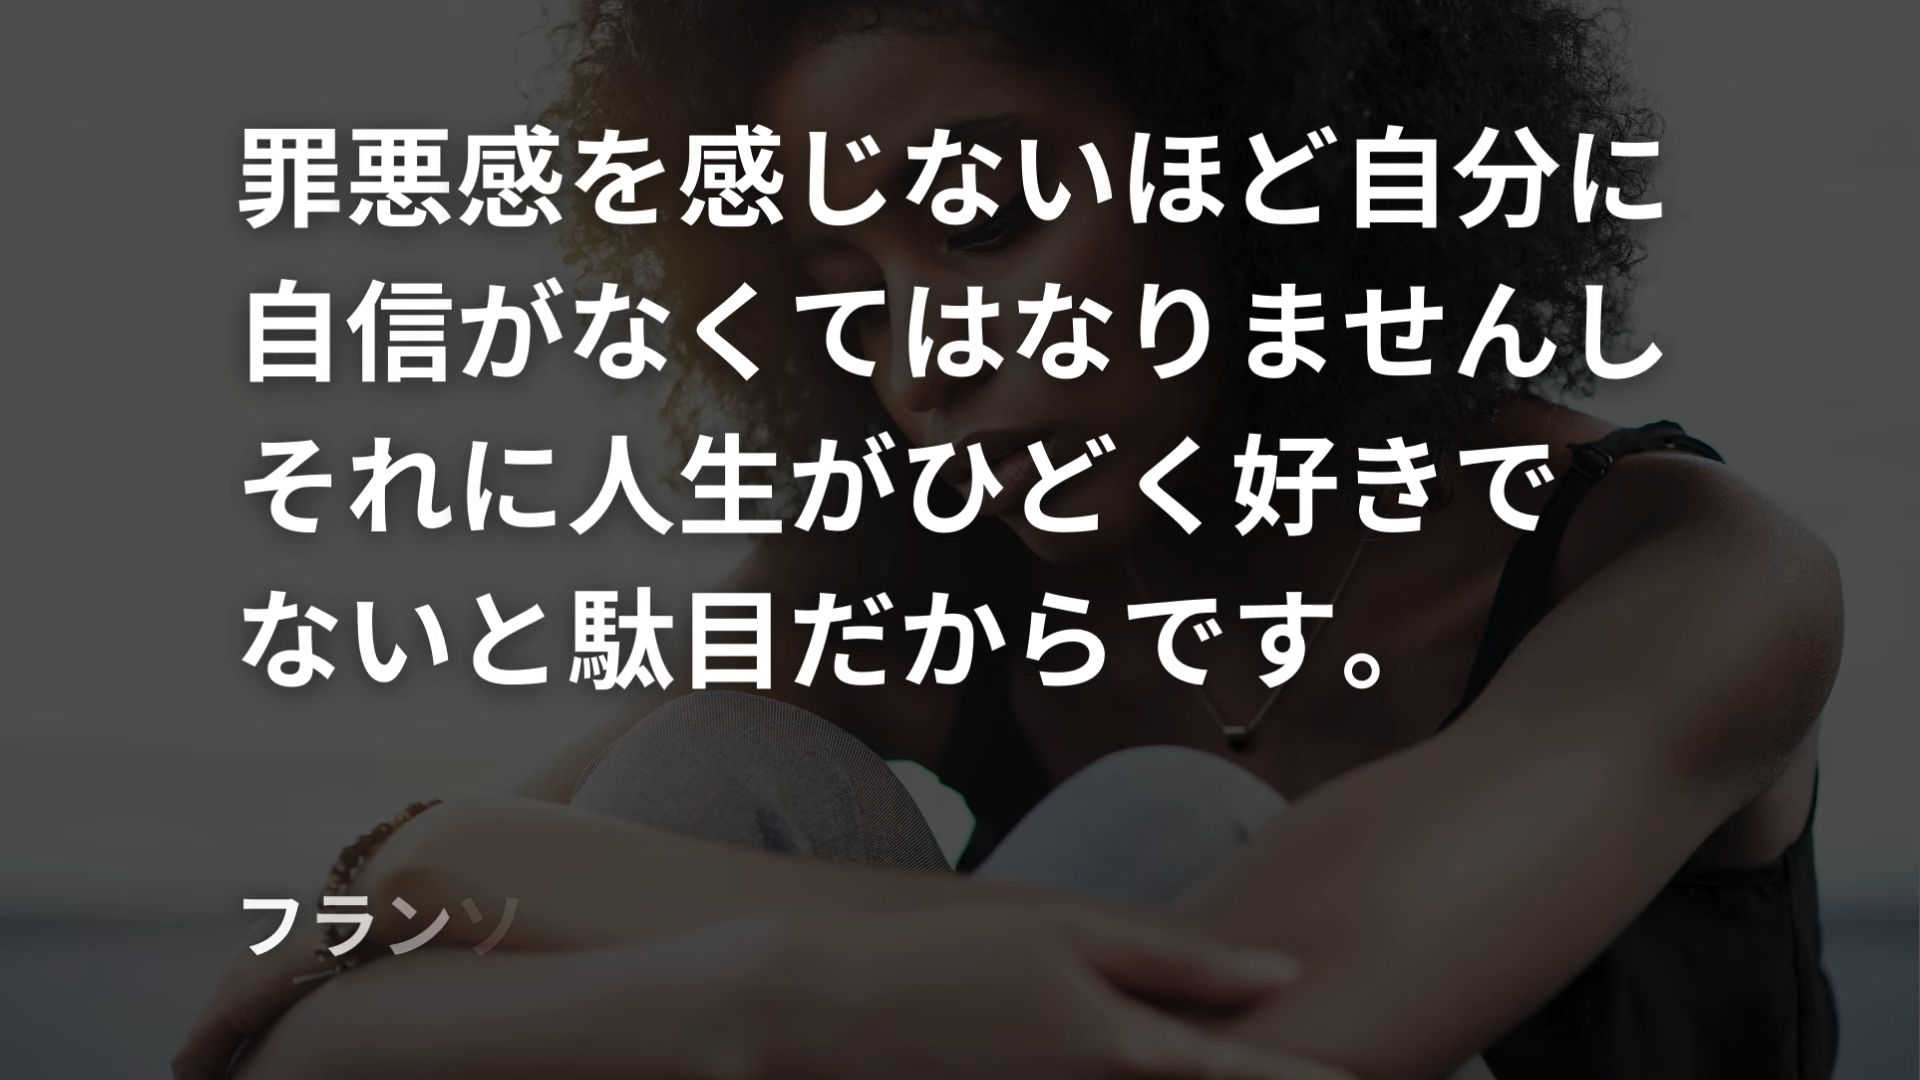 罪悪感を感じないほど自分に
自信がなくてはなりませんし
それに人生がひどく好きで
ないと駄目だからです。
フランソ